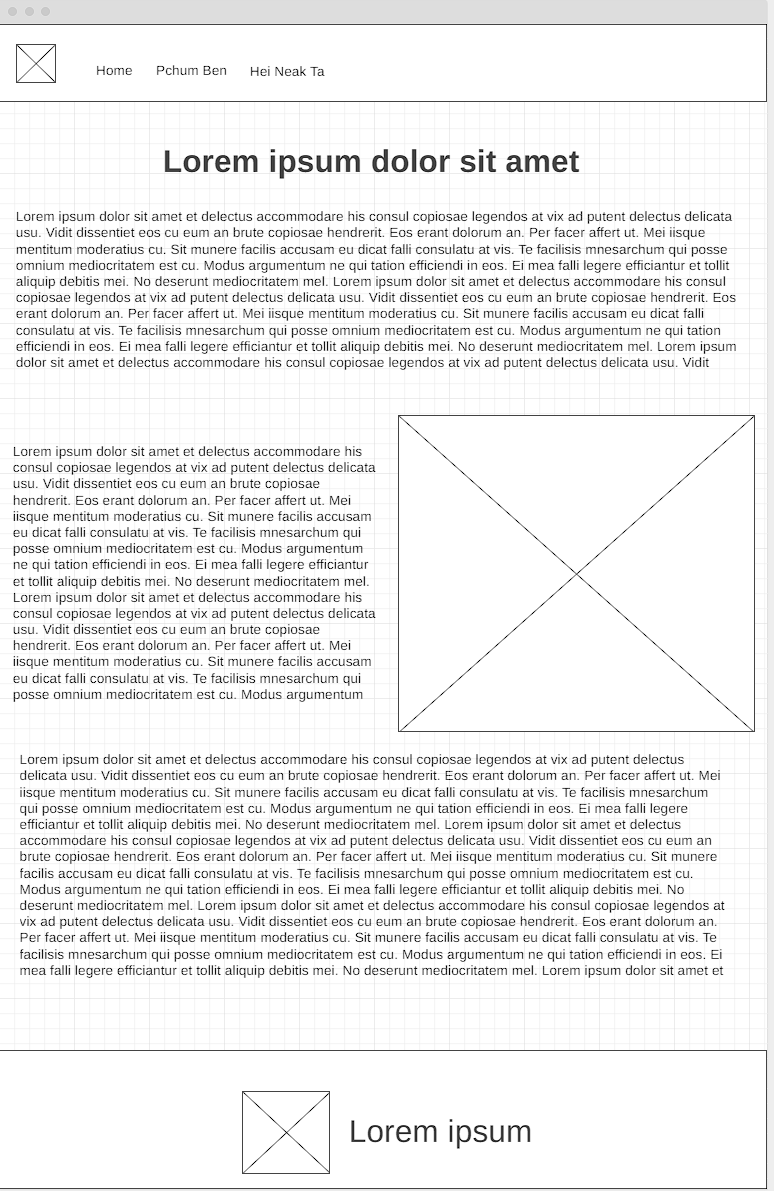 Home Pchum Ben Hei Neak Ta
Lorem ipsum dolor sit amet
Lorem ipsum dolor sit amet et delectus accommodare his consul copiosae legendos at vix ad putent delectus delicata
usu. Vidit dissentiet eos cu eum an brute copiosae hendrerit. Eos erant dolorum an. Per facer affert ut. Mei iisque
mentitum moderatius cu. Sit munere facilis accusam eu dicat falli consulatu at vis. Te facilisis mnesarchum qui posse
omnium mediocritatem est cu. Modus argumentum ne qui tation efficiendi in eos. Ei mea falli legere efficiantur et tollit
aliquip debitis mei. No deserunt mediocritatem mel. Lorem ipsum dolor sit amet et delectus accommodare his consul
copiosae legendos at vix ad putent delectus delicata usu. Vidit dissentiet eos cu eum an brute copiosae hendrerit. Eos
erant dolorum an. Per facer affert ut. Mei iisque mentitum moderatius cu. Sit munere facilis accusam eu dicat falli
consulatu at vis. Te facilisis mnesarchum qui posse omnium mediocritatem est cu. Modus argumentum ne qui tation
efficiendi in eos. Ei mea falli legere efficiantur et tollit aliquip debitis mei. No deserunt mediocritatem mel. Lorem ipsum
dolor sit amet et delectus accommodare his consul copiosae legendos at vix ad putent delectus delicata usu. Vidit
Lorem ipsum dolor sit amet et delectus accommodare his
consul copiosae legendos at vix ad putent delectus delicata
usu. Vidit dissentiet eos cu eum an brute copiosae
hendrerit. Eos erant dolorum an. Per facer affert ut. Mei
iisque mentitum moderatius cu. Sit munere facilis accusam
eu dicat falli consulatu at vis. Te facilisis mnesarchum qui
posse omnium mediocritatem est cu. Modus argumentum
ne qui tation efficiendi in eos. Ei mea falli legere efficiantur
et tollit aliquip debitis mei. No deserunt mediocritatem mel.
Lorem ipsum dolor sit amet et delectus accommodare his
consul copiosae legendos at vix ad putent delectus delicata
usu. Vidit dissentiet eos cu eum an brute copiosae
hendrerit. Eos erant dolorum an. Per facer affert ut. Mei
iisque mentitum moderatius cu. Sit munere facilis accusam
eu dicat falli consulatu at vis. Te facilisis mnesarchum qui
posse omnium mediocritatem est cu. Modus argumentum
Lorem ipsum dolor sit amet et delectus accommodare his consul copiosae legendos at vix ad putent delectus
delicata usu. Vidit dissentiet eos cu eum an brute copiosae hendrerit. Eos erant dolorum an. Per facer affert ut. Mei
iisque mentitum moderatius cu. Sit munere facilis accusam eu dicat falli consulatu at vis. Te facilisis mnesarchum
qui posse omnium mediocritatem est cu. Modus argumentum ne qui tation efficiendi in eos. Ei mea falli legere
efficiantur et tollit aliquip debitis mei. No deserunt mediocritatem mel. Lorem ipsum dolor sit amet et delectus
accommodare his consul copiosae legendos at vix ad putent delectus delicata usu. Vidit dissentiet eos cu eum an
brute copiosae hendrerit. Eos erant dolorum an. Per facer affert ut. Mei iisque mentitum moderatius cu. Sit munere
facilis accusam eu dicat falli consulatu at vis. Te facilisis mnesarchum qui posse omnium mediocritatem est cu.
Modus argumentum ne qui tation efficiendi in eos. Ei mea falli legere efficiantur et tollit aliquip debitis mei. No
deserunt mediocritatem mel. Lorem ipsum dolor sit amet et delectus accommodare his consul copiosae legendos at
vix ad putent delectus delicata usu. Vidit dissentiet eos cu eum an brute copiosae hendrerit. Eos erant dolorum an.
Per facer affert ut. Mei iisque mentitum moderatius cu. Sit munere facilis accusam eu dicat falli consulatu at vis. Te
facilisis mnesarchum qui posse omnium mediocritatem est cu. Modus argumentum ne qui tation efficiendi in eos. Ei
mea falli legere efficiantur et tollit aliquip debitis mei. No deserunt mediocritatem mel. Lorem ipsum dolor sit amet et
Lorem ipsum